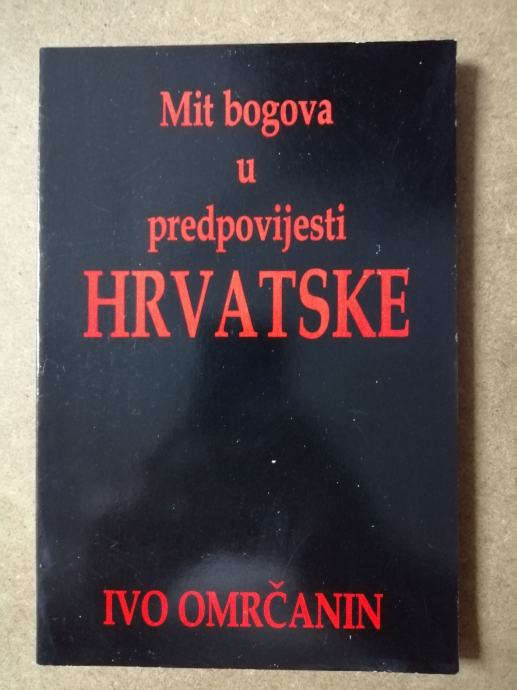 Mit bogova
u
predpovijesti
HRVATSKE
IVO OMRČANIN